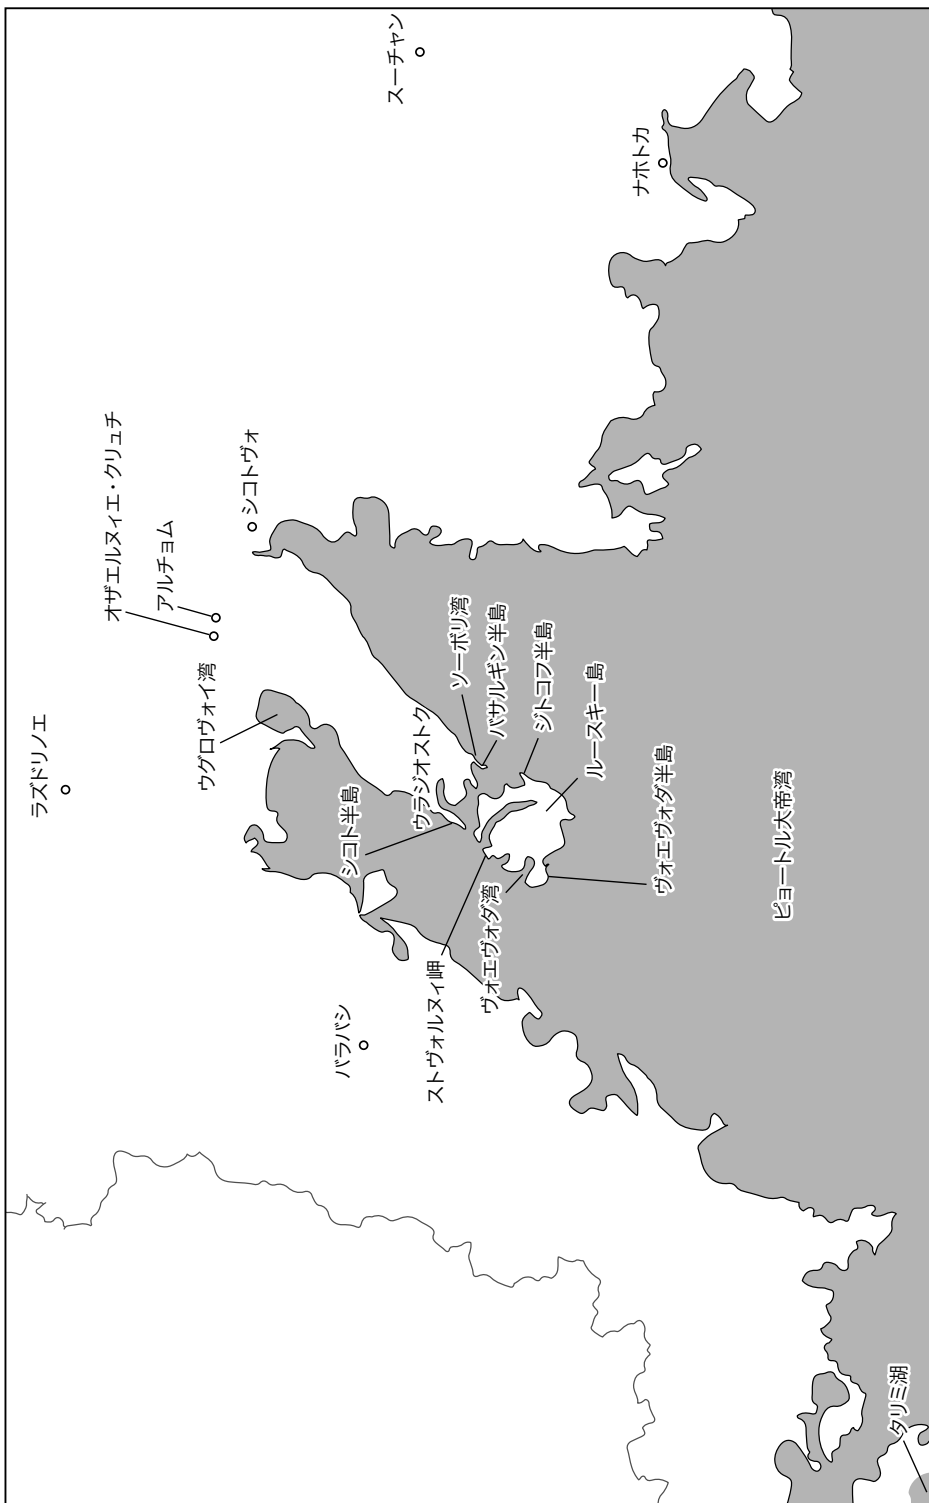 ラズドリノエ
オザエルヌィエ・クリュチ
アルチョム
シコトヴォ
ウグロヴォイ湾
スーチャン
ナホトカ
バラバシ
シコト半島
ウラジオストク
ソーボリ湾
バサルギン半島
ジトコフ半島
ルースキー島
ストヴォルヌィ岬
ヴォエヴォダ湾
ヴォエヴォダ半島
ピョートル大帝湾
タリミ湖